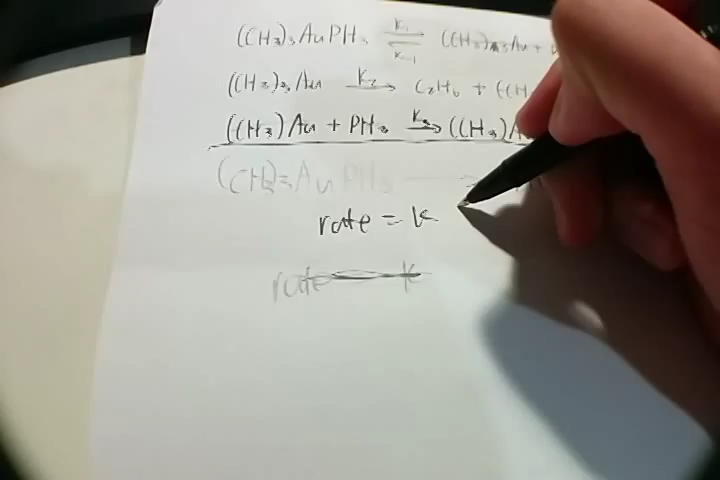 (CH3)3AuPH3 ⇌ (CH3)3Au +
(CH3)3Au → C2H6 + (CH
(CH3)Au + PH3 → (CH3)A
(CH3)3AuPH3
rate = k
rate k